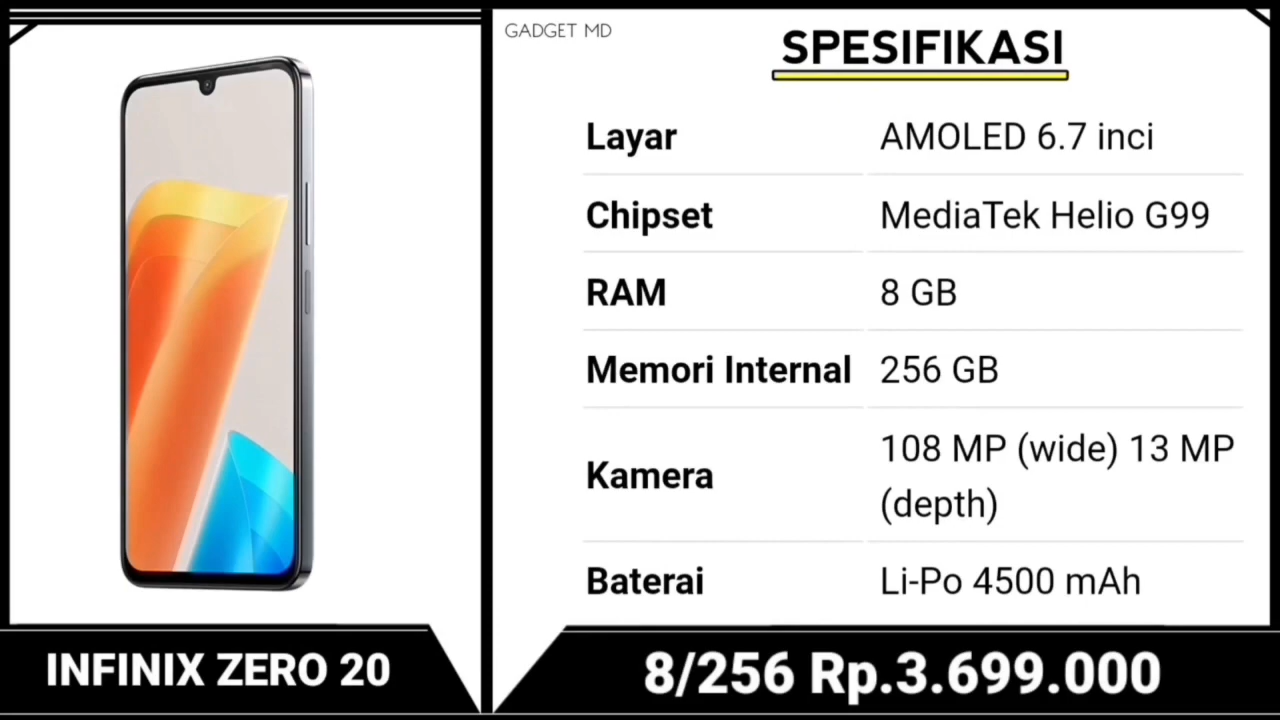 GADGET MD
SPESIFIKASI
Layar AMOLED 6.7 inci
Chipset MediaTek Helio G99
RAM 8 GB
Memori Internal 256 GB
Kamera 108 MP (wide) 13 MP
(depth)
Baterai Li-Po 4500 mAh
INFINIX ZERO 20
8/256 Rp.3.699.000